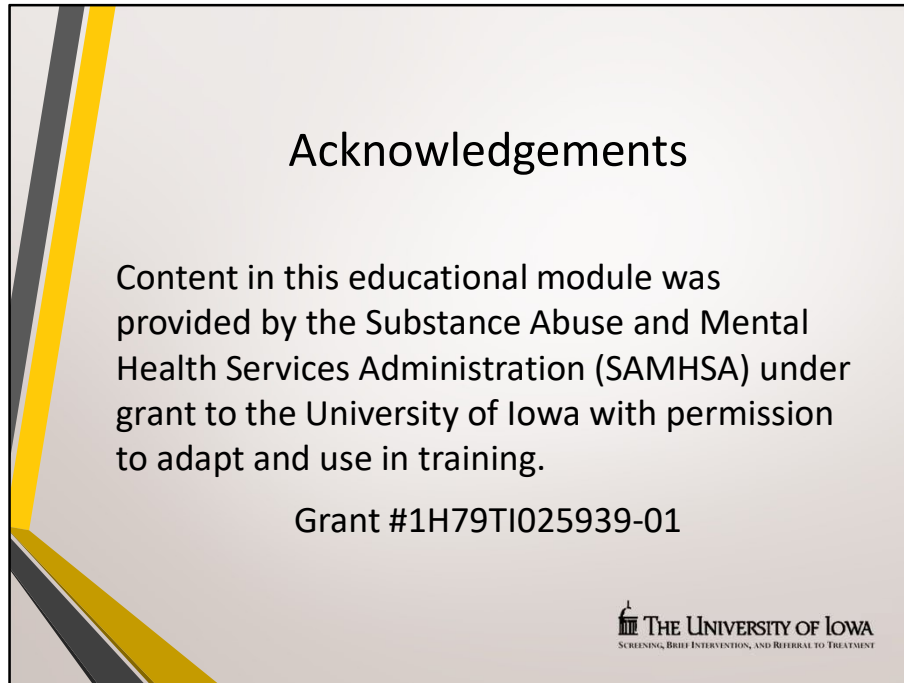 Acknowledgements
Content in this educational module was
provided by the Substance Abuse and Mental
Health Services Administration (SAMHSA) under
grant to the University of Iowa with permission
to adapt and use in training.
Grant #1H79TI025939-01
THE UNIVERSITY OF IOWA
SCREENING, BRIEF INTERVENTION, AND REFERRAL TO TREATMENT